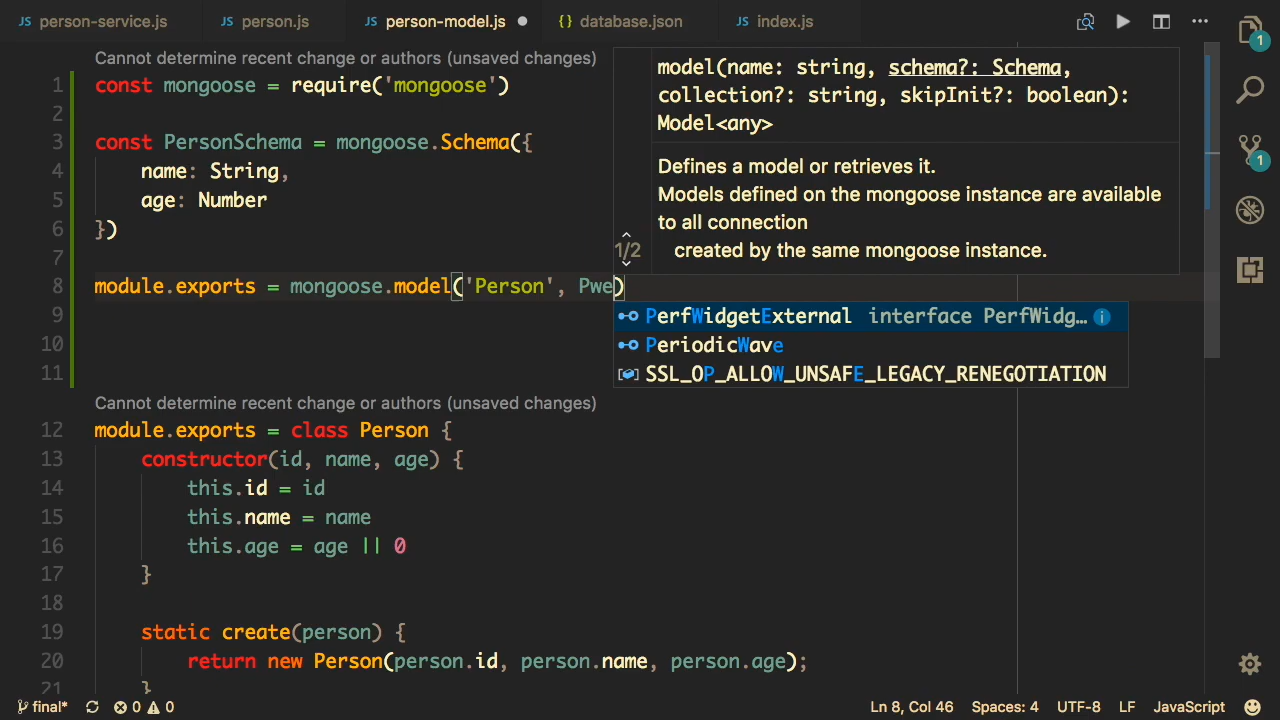 person-service.js person.js person-model.js database.json index.js
Cannot determine recent change or authors (unsaved changes)
1 const mongoose = require('mongoose')
2
3 const PersonSchema = mongoose.Schema({
4 name: String,
5 age: Number
6 })
7
8 module.exports = mongoose.model('Person', Pwe)
9
10
11
model(name: string, schema?: Schema,
collection?: string, skipInit?: boolean):
Model<any>
Defines a model or retrieves it.
Models defined on the mongoose instance are available
to all connection
created by the same mongoose instance.
1/2
PerfWidgetExternal interface PerfWidg…
PeriodicWave
SSL_OP_ALLOW_UNSAFE_LEGACY_RENEGOTIATION
Cannot determine recent change or authors (unsaved changes)
12 module.exports = class Person {
13 constructor(id, name, age) {
14 this.id = id
15 this.name = name
16 this.age = age || 0
17 }
18
19 static create(person) {
20 return new Person(person.id, person.name, person.age);
21 }
1
1
final* 0 0 Ln 8, Col 46 Spaces: 4 UTF-8 LF JavaScript